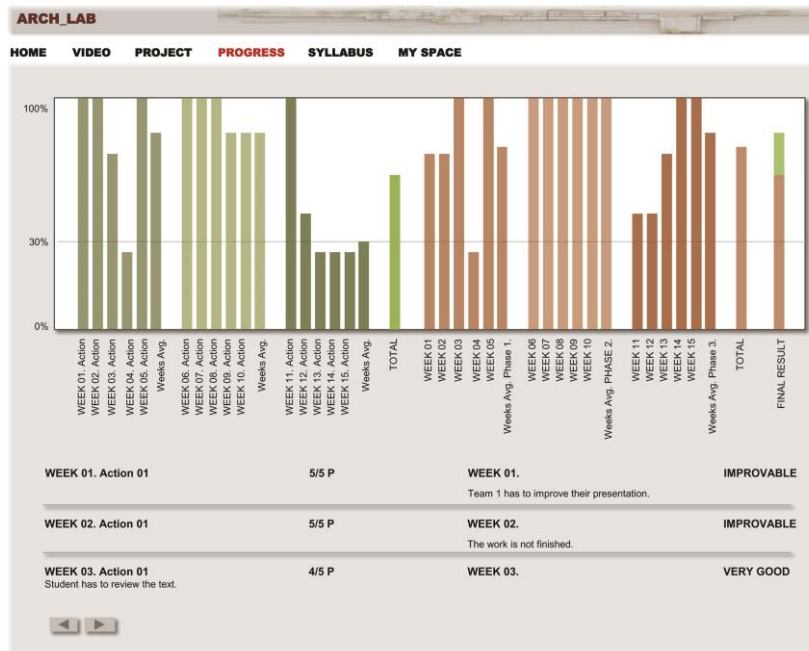 ARCH_LAB
HOME VIDEO PROJECT PROGRESS SYLLABUS MY SPACE
100%
30%
0%
WEEK 01. Action
WEEK 02. Action
WEEK 03. Action
WEEK 04. Action
WEEK 05. Action
Weeks Avg.
WEEK 06. Action
WEEK 07. Action
WEEK 08. Action
WEEK 09. Action
WEEK 10. Action
Weeks Avg.
WEEK 11. Action
WEEK 12. Action
WEEK 13. Action
WEEK 14. Action
WEEK 15. Action
Weeks Avg.
TOTAL
WEEK 01
WEEK 02
WEEK 03
WEEK 04
WEEK 05
Weeks Avg. Phase 1.
WEEK 06
WEEK 07
WEEK 08
WEEK 09
WEEK 10
Weeks Avg. PHASE 2.
WEEK 11
WEEK 12
WEEK 13
WEEK 14
WEEK 15
Weeks Avg. Phase 3.
TOTAL
FINAL RESULT
WEEK 01. Action 01 5/5 P WEEK 01. IMPROVABLE
Team 1 has to improve their presentation.
WEEK 02. Action 01 5/5 P WEEK 02. IMPROVABLE
The work is not finished.
WEEK 03. Action 01 4/5 P WEEK 03. VERY GOOD
Student has to review the text.